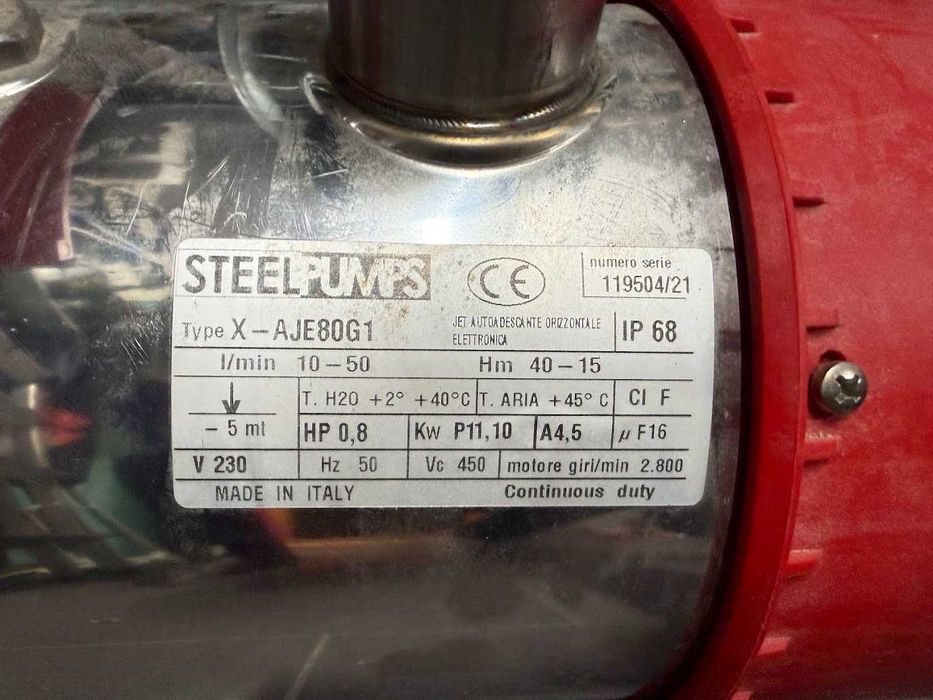 STEELPUMPS
CE
numero serie
119504/21
Type X-AJE80G1
JET AUTOADESCANTE ORIZZONTALE
ELETTRONICA
IP 68
l/min 10-50 Hm 40-15
- 5 mt
T. H2O +2° +40°C
T. ARIA +45° C
Cl F
HP 0,8
Kw P11,10
A4,5
µ F16
V 230
Hz 50
Vc 450
motore giri/min 2.800
MADE IN ITALY
Continuous duty